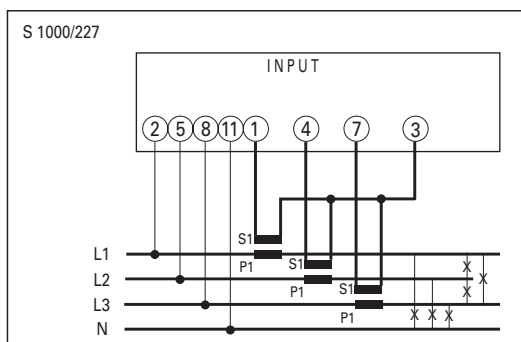 S 1000/227
INPUT
2 5 8 11 1 4 7 3
S1
L1
P1
S1
L2
P1
S1
L3
P1
N
X X X X X X